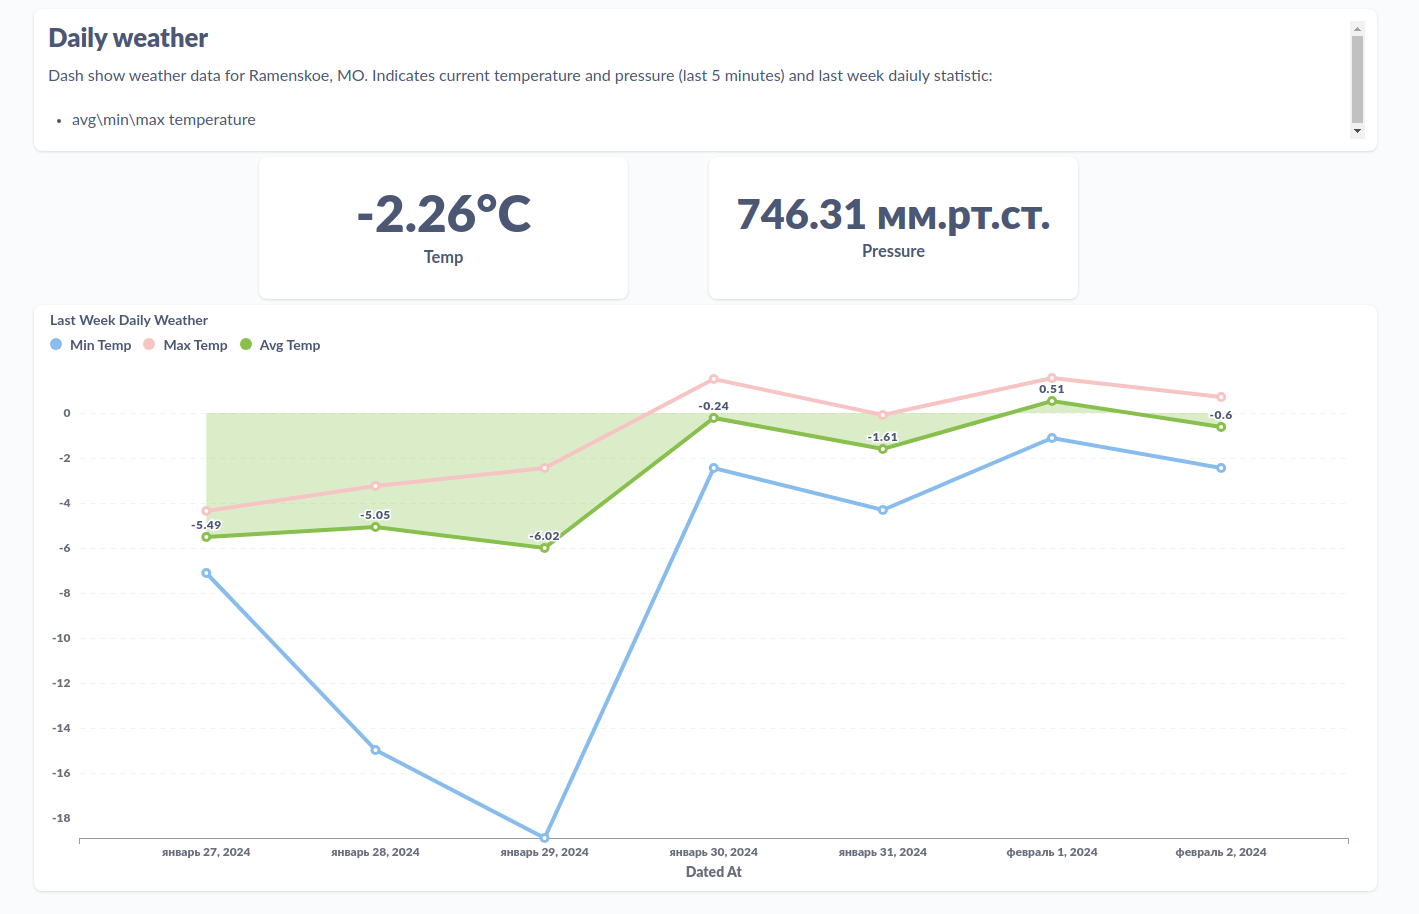 Daily weather
Dash show weather data for Ramenskoe, MO. Indicates current temperature and pressure (last 5 minutes) and last week daiuly statistic:
• avg\min\max temperature
-2.26°C
Temp
746.31 мм.рт.ст.
Pressure
Last Week Daily Weather
Min Temp Max Temp Avg Temp
0
-2
-4
-6
-8
-10
-12
-14
-16
-18
-5.49
-5.05
-6.02
-0.24
-1.61
0.51
-0.6
январь 27, 2024 январь 28, 2024 январь 29, 2024 январь 30, 2024 январь 31, 2024 февраль 1, 2024 февраль 2, 2024
Dated At